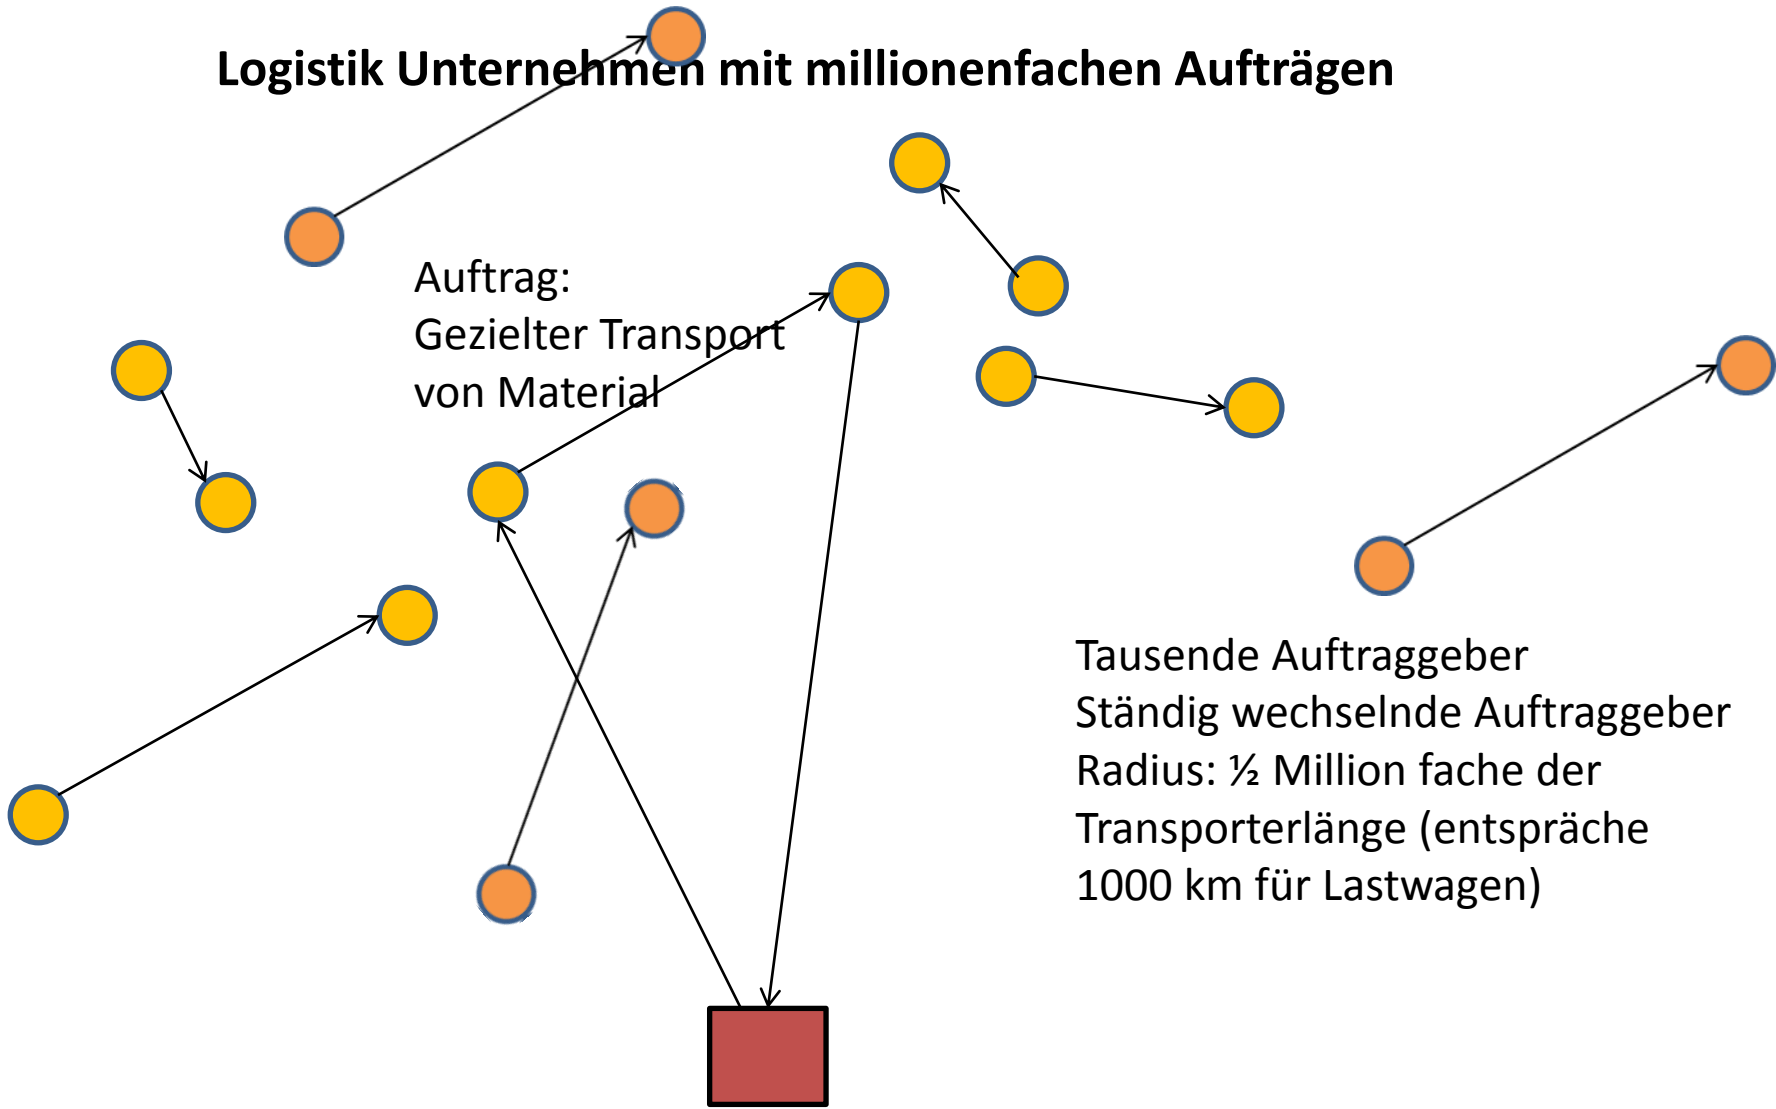 Logistik Unternehmen mit millionenfachen Aufträgen
Auftrag:
Gezielter Transport
von Material
Tausende Auftraggeber
Ständig wechselnde Auftraggeber
Radius: ½ Million fache der
Transporterlänge (entspräche
1000 km für Lastwagen)